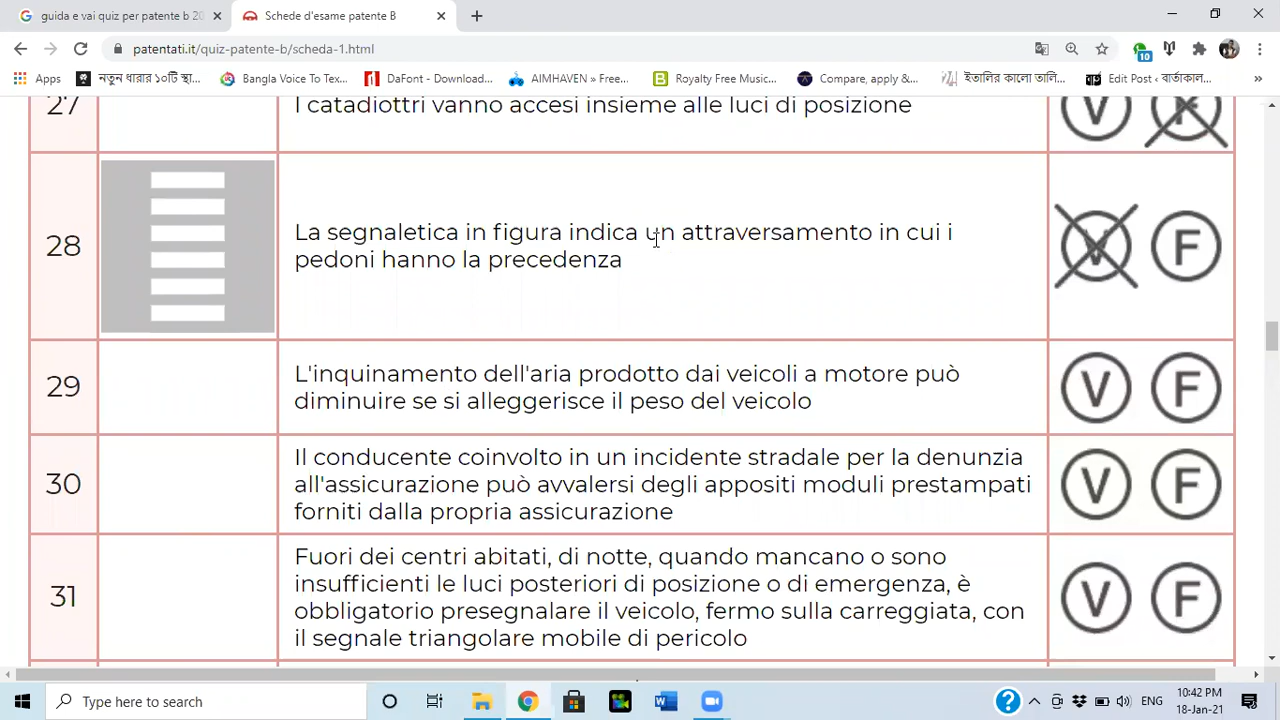 guida e vai quiz per patente b 20
Schede d'esame patente B
patentati.it/quiz-patente-b/scheda-1.html
10
Apps
নতুন ধারার ১০টি স্থা...
Bangla Voice To Tex...
DaFont - Download...
AIMHAVEN » Free...
Royalty Free Music...
Compare, apply &...
ইতালির কালো তালি...
Edit Post ‹ বার্তাকাল...
»
27
I catadiottri vanno accesi insieme alle luci di posizione
V F
28
La segnaletica in figura indica un attraversamento in cui i
pedoni hanno la precedenza
V F
29
L'inquinamento dell'aria prodotto dai veicoli a motore può
diminuire se si alleggerisce il peso del veicolo
V F
30
Il conducente coinvolto in un incidente stradale per la denunzia
all'assicurazione può avvalersi degli appositi moduli prestampati
forniti dalla propria assicurazione
V F
31
Fuori dei centri abitati, di notte, quando mancano o sono
insufficienti le luci posteriori di posizione o di emergenza, è
obbligatorio presegnalare il veicolo, fermo sulla carreggiata, con
il segnale triangolare mobile di pericolo
V F
Type here to search
ENG
10:42 PM
18-Jan-21